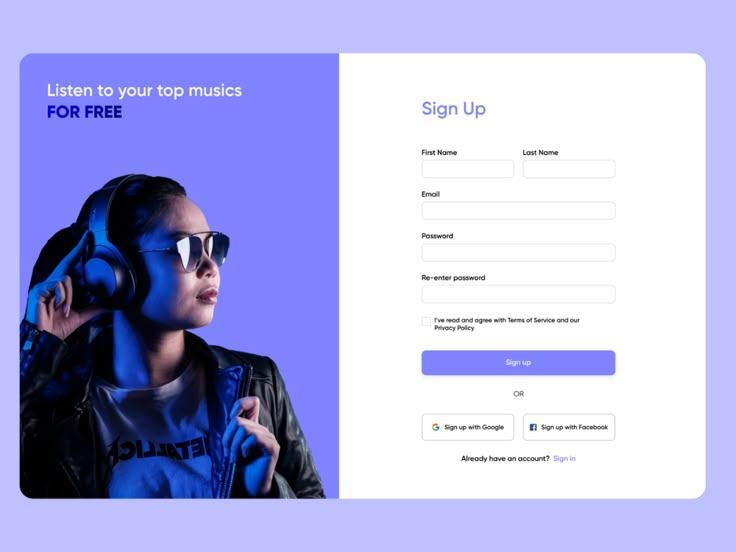 Listen to your top musics
FOR FREE
Sign Up
First Name
Last Name
Email
Password
Re-enter password
I've read and agree with Terms of Service and our
Privacy Policy
Sign up
OR
Sign up with Google
Sign up with Facebook
Already have an account? Sign in
METALLICA